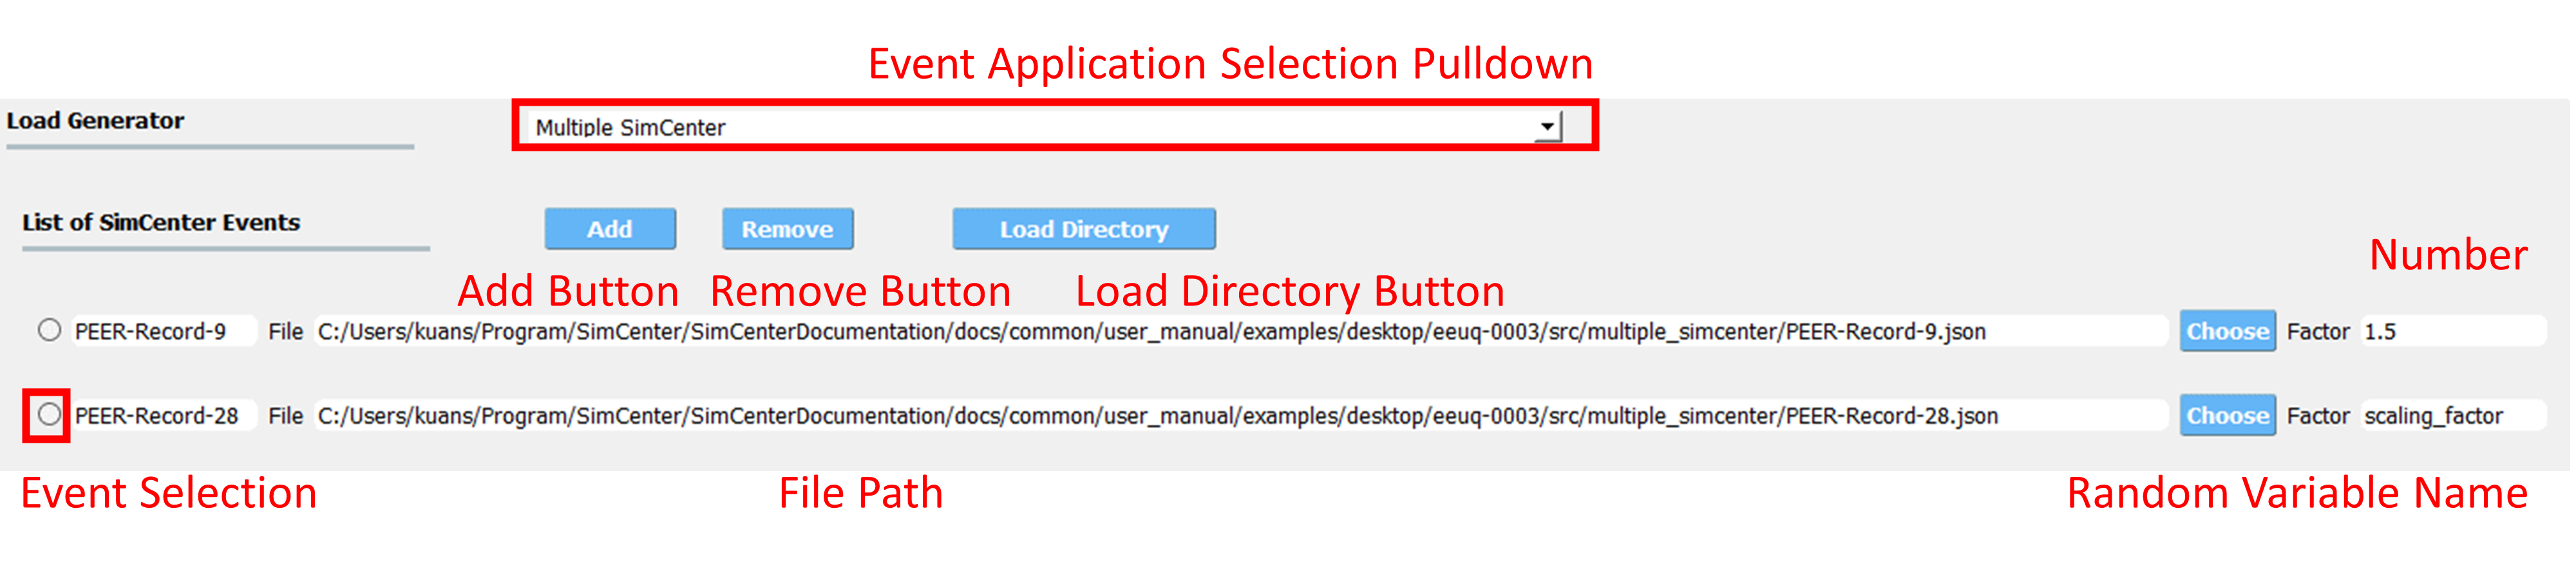 Event Application Selection Pulldown
Load Generator
Multiple SimCenter
List of SimCenter Events
Add
Remove
Load Directory
Number
Add Button
Remove Button
Load Directory Button
PEER-Record-9 File C:/Users/kuans/Program/SimCenter/SimCenterDocumentation/docs/common/user_manual/examples/desktop/eeuq-0003/src/multiple_simcenter/PEER-Record-9.json Choose Factor 1.5
PEER-Record-28 File C:/Users/kuans/Program/SimCenter/SimCenterDocumentation/docs/common/user_manual/examples/desktop/eeuq-0003/src/multiple_simcenter/PEER-Record-28.json Choose Factor scaling_factor
Event Selection
File Path
Random Variable Name